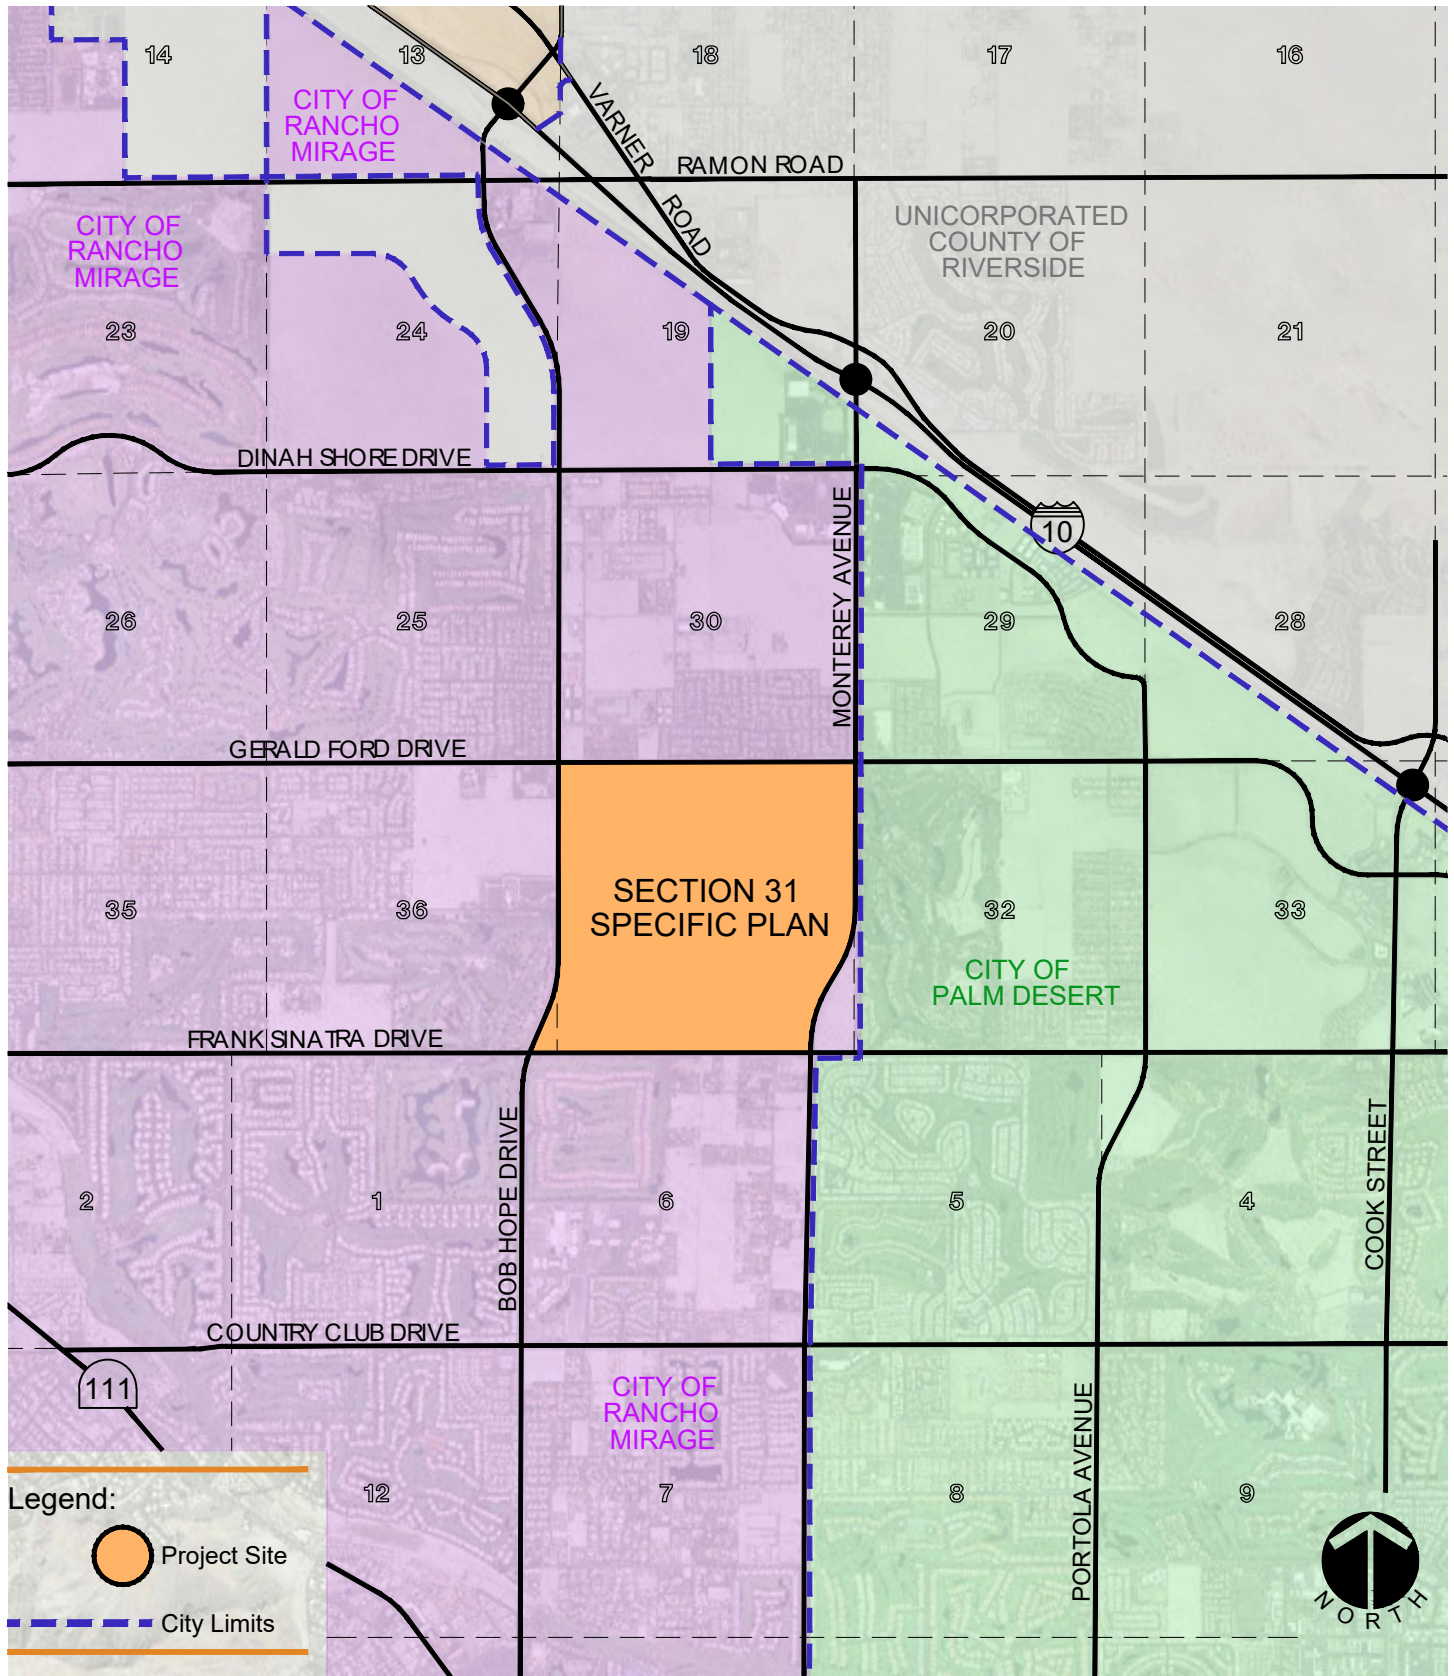 14
13
18
17
16
CITY OF
RANCHO
MIRAGE
VARNER ROAD
RAMON ROAD
CITY OF
RANCHO
MIRAGE
UNICORPORATED
COUNTY OF
RIVERSIDE
23
24
19
20
21
DINAH SHORE DRIVE
10
MONTEREY AVENUE
26
25
30
29
28
GERALD FORD DRIVE
SECTION 31
SPECIFIC PLAN
35
36
32
33
CITY OF
PALM DESERT
FRANK SINATRA DRIVE
BOB HOPE DRIVE
COOK STREET
2
1
6
5
4
COUNTRY CLUB DRIVE
111
CITY OF
RANCHO
MIRAGE
PORTOLA AVENUE
12
7
8
9
Legend:
Project Site
City Limits
NORTH